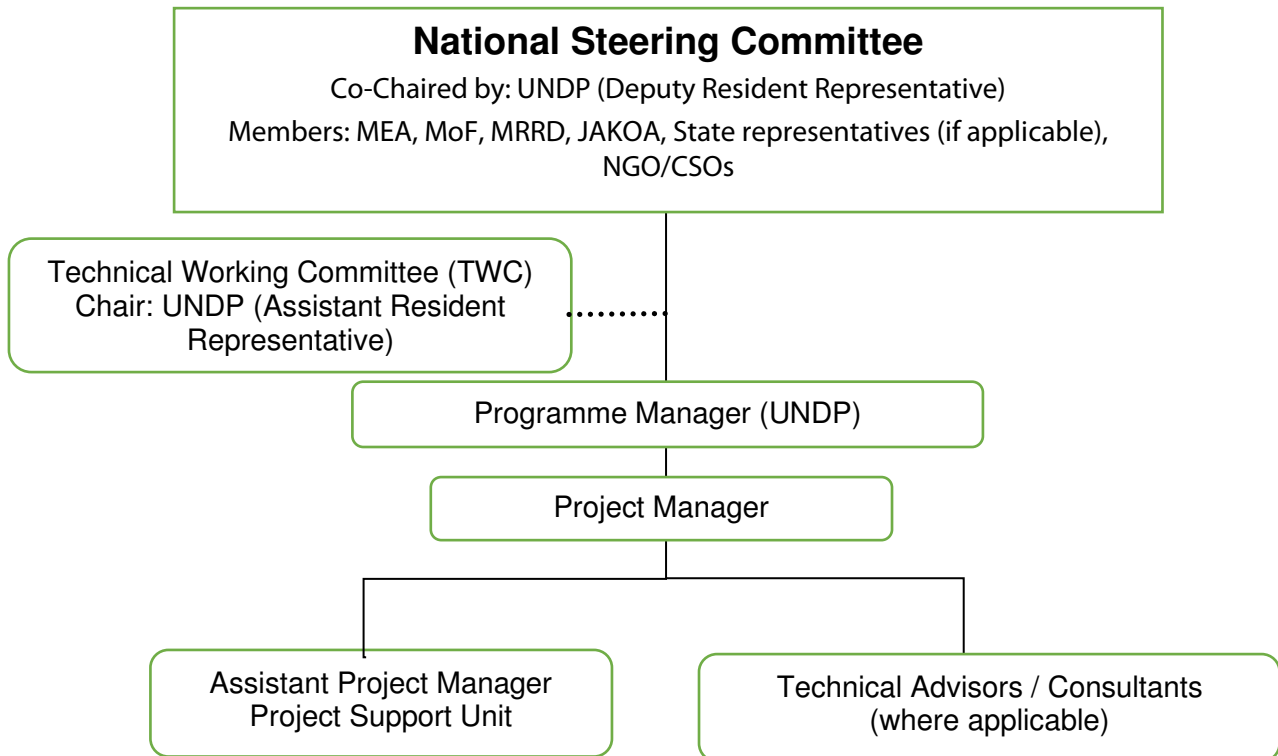 National Steering Committee
Co-Chaired by: UNDP (Deputy Resident Representative)
Members: MEA, MoF, MRRD, JAKOA, State representatives (if applicable),
NGO/CSOs
Technical Working Committee (TWC)
Chair: UNDP (Assistant Resident
Representative)
Programme Manager (UNDP)
Project Manager
Assistant Project Manager
Project Support Unit
Technical Advisors / Consultants
(where applicable)